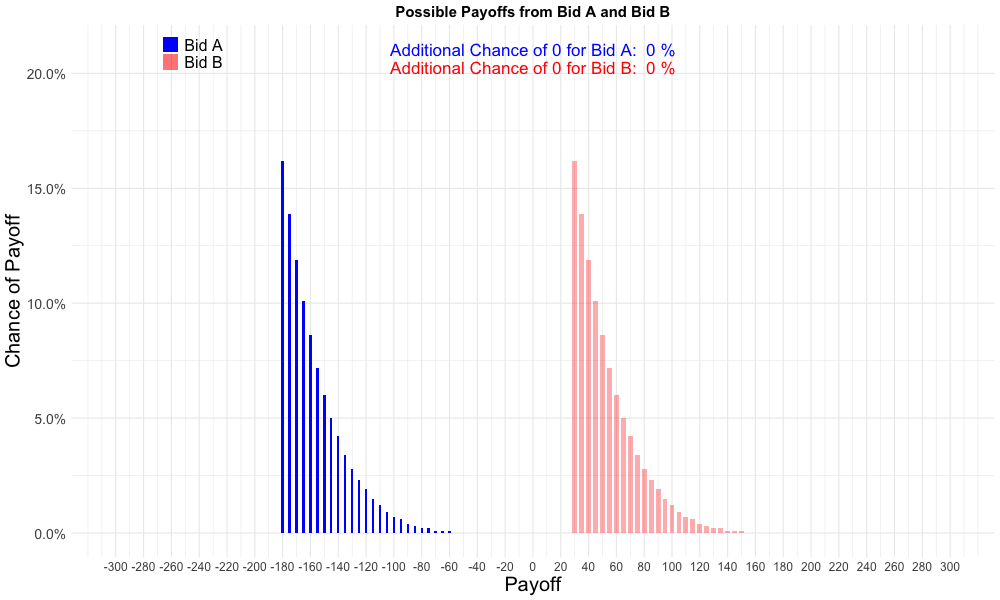 Possible Payoffs from Bid A and Bid B
Bid A
Bid B
Additional Chance of 0 for Bid A:  0 %
Additional Chance of 0 for Bid B:  0 %
20.0%
15.0%
10.0%
5.0%
0.0%
Chance of Payoff
-300 -280 -260 -240 -220 -200 -180 -160 -140 -120 -100 -80 -60 -40 -20 0 20 40 60 80 100 120 140 160 180 200 220 240 260 280 300
Payoff